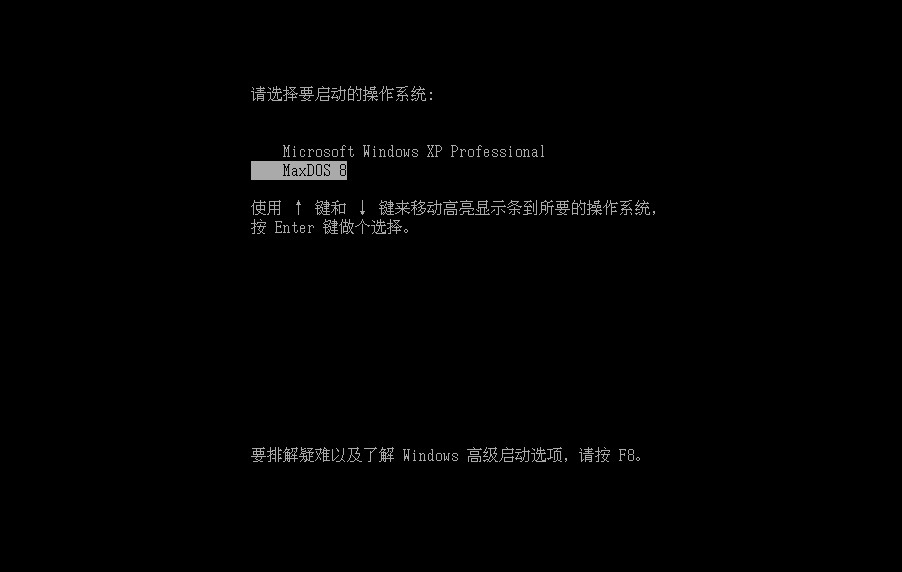 请选择要启动的操作系统:
Microsoft Windows XP Professional
MaxDOS 8
使用 ↑ 键和 ↓ 键来移动高亮显示条到所要的操作系统,
按 Enter 键做个选择。
要排解疑难以及了解 Windows 高级启动选项, 请按 F8。